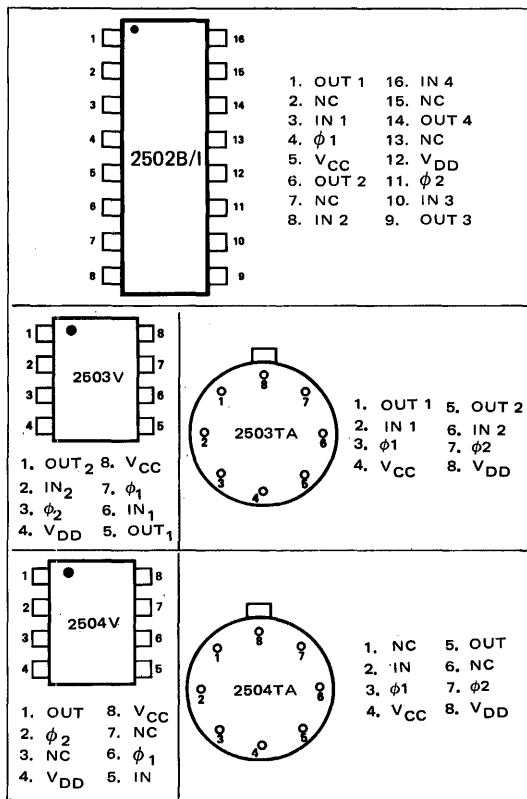 1 16
2 15
3 14
4 13
2502B/I
5 12
6 11
7 10
8 9
1. OUT 1 16. IN 4
2. NC 15. NC
3. IN 1 14. OUT 4
4. ϕ1 13. NC
5. VCC 12. VDD
6. OUT 2 11. ϕ2
7. NC 10. IN 3
8. IN 2 9. OUT 3
1 8
2 7
2503V
3 6
4 5
1. OUT2 8. VCC
2. IN2 7. ϕ1
3. ϕ2 6. IN1
4. VDD 5. OUT1
8
1 7
2 2503TA 6
3 5
4
1. OUT 1 5. OUT 2
2. IN 1 6. IN 2
3. ϕ1 7. ϕ2
4. VCC 8. VDD
1 8
2 7
2504V
3 6
4 5
1. OUT 8. VCC
2. ϕ2 7. NC
3. NC 6. ϕ1
4. VDD 5. IN
8
1 7
2 2504TA 6
3 5
4
1. NC 5. OUT
2. IN 6. NC
3. ϕ1 7. ϕ2
4. VCC 8. VDD